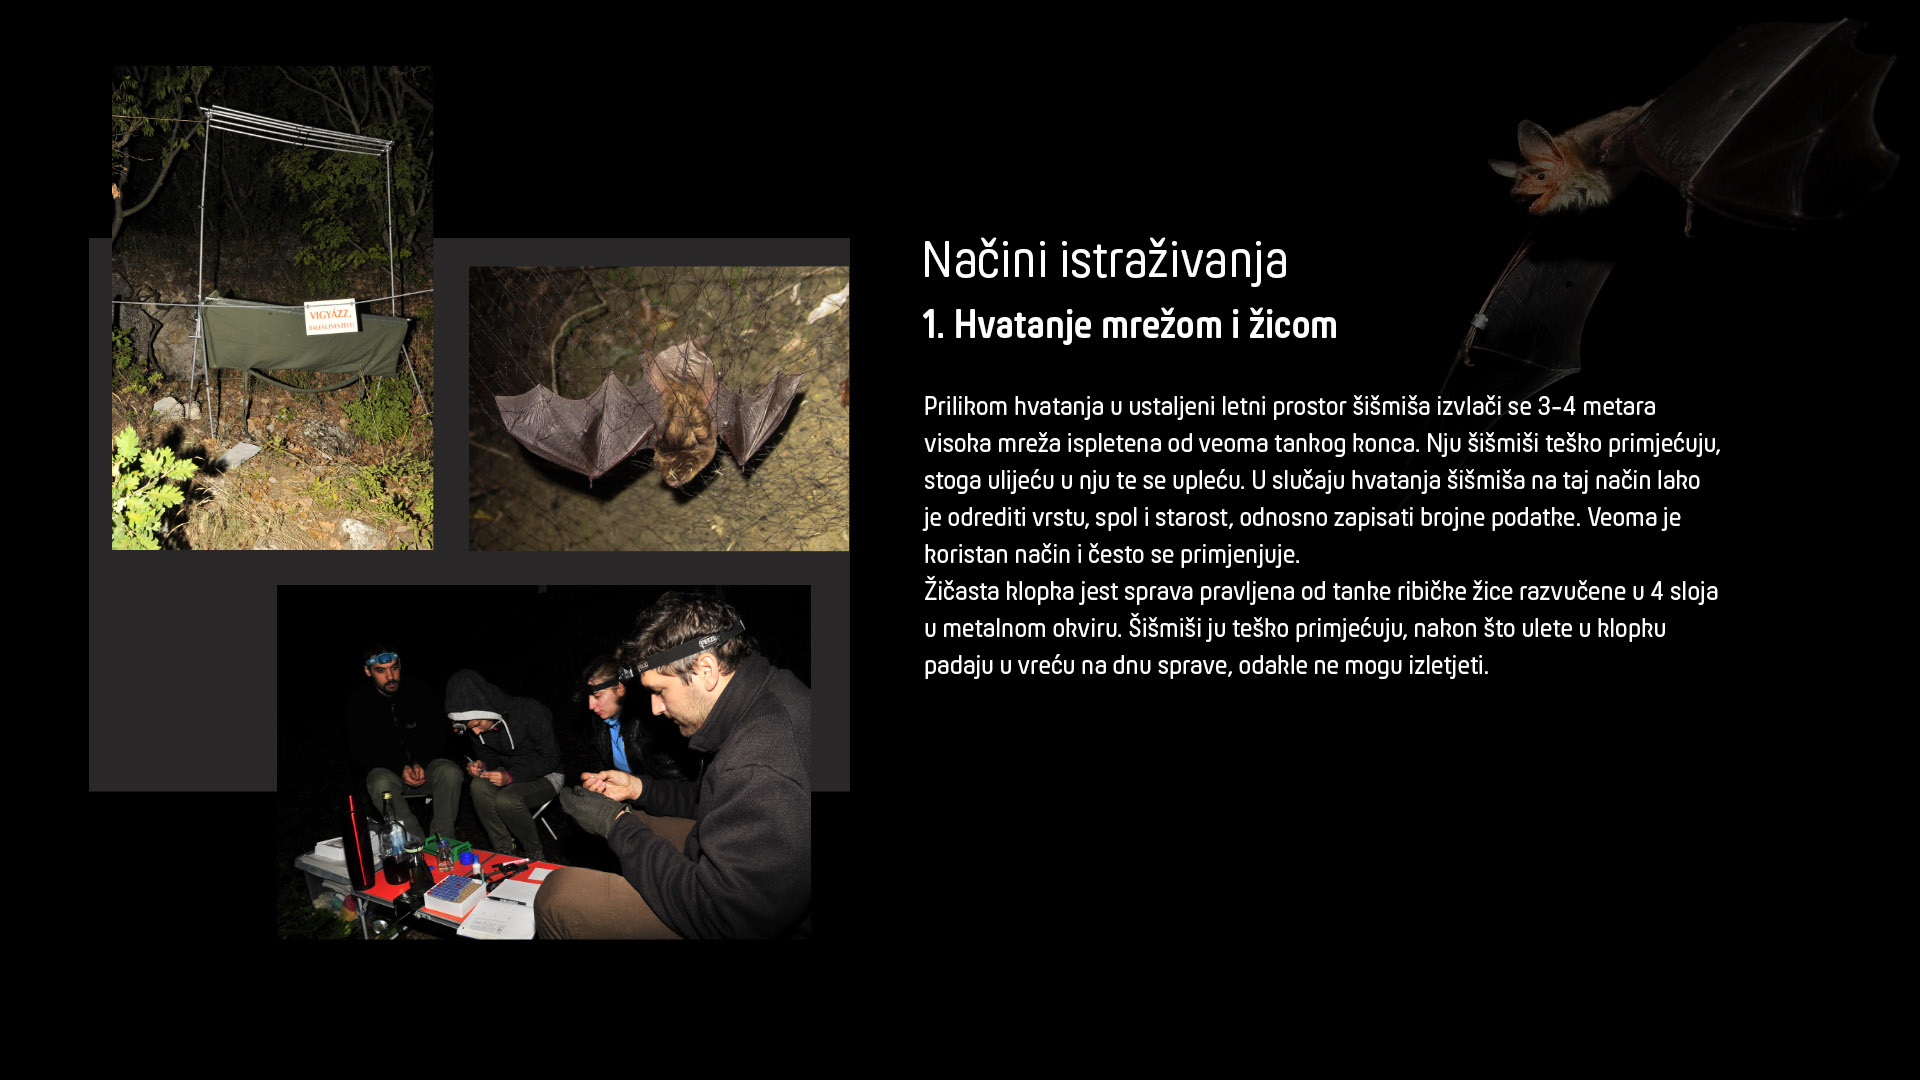 VIGYÁZZ,
Načini istraživanja
1. Hvatanje mrežom i žicom
Prilikom hvatanja u ustaljeni letni prostor šišmiša izvlači se 3-4 metara
visoka mreža ispletena od veoma tankog konca. Nju šišmiši teško primjećuju,
stoga ulijeću u nju te se upleću. U slučaju hvatanja šišmiša na taj način lako
je odrediti vrstu, spol i starost, odnosno zapisati brojne podatke. Veoma je
koristan način i često se primjenjuje.
Žičasta klopka jest sprava pravljena od tanke ribičke žice razvučene u 4 sloja
u metalnom okviru. Šišmiši ju teško primjećuju, nakon što ulete u klopku
padaju u vreću na dnu sprave, odakle ne mogu izletjeti.
PETZL